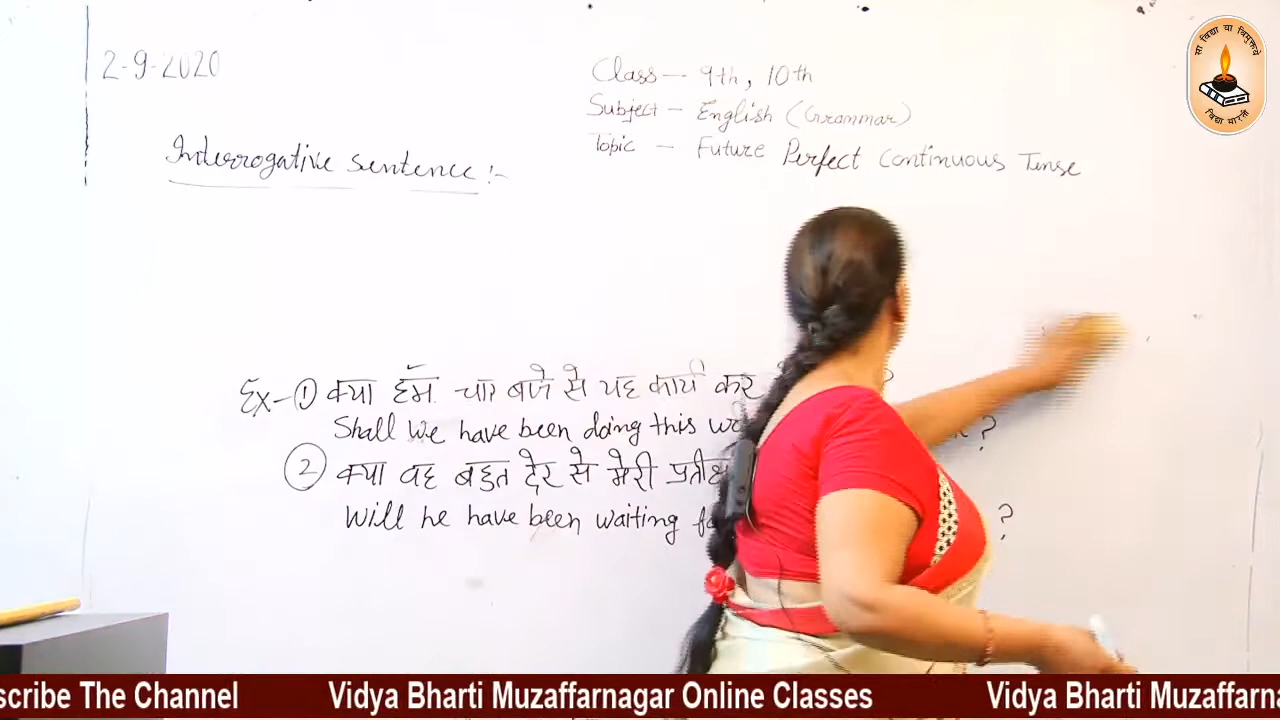 2-9-2020
Class - 9th, 10th
Subject - English (Grammar)
Topic - Future Perfect Continuous Tense
Interrogative sentence :-
Ex-① क्या हम चार बजे से यह कार्य कर ?
Shall we have been doing this ?
② क्या वह बहुत देर से मेरी
Will he have been waiting ?
सा विद्या या विमुक्तये
विद्या भारती
scribe The Channel Vidya Bharti Muzaffarnagar Online Classes Vidya Bharti Muzaffarna